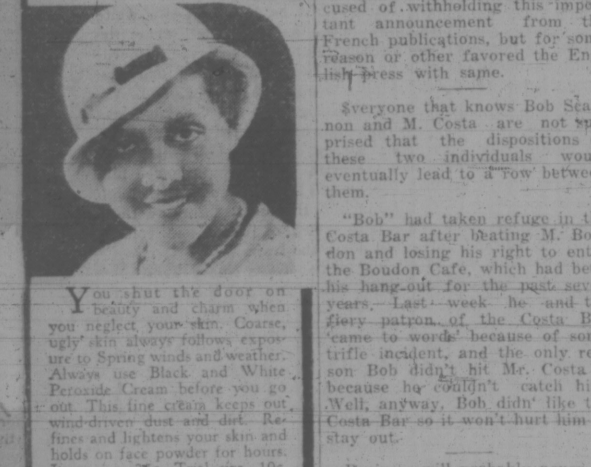 You shut the door on
beauty and charm when
you neglect your skin. Coarse,
ugly skin always follows expos-
ure to Spring winds and weather.
Always use Black and White
Peroxide Cream before you go
out. This fine cream keeps out
wind-driven dust and dirt. Re-
fines and lightens your skin and
holds on face powder for hours.
cused of withholding this impo
tant announcement from th
French publications, but for som
reason or other favored the En
lish press with same.
Everyone that knows Bob Sca
non and M. Costa are not su
prised that the dispositions
these two individuals wou
eventually lead to a row betwee
them.
"Bob" had taken refuge in t
Costa Bar after beating M. Bo
don and losing his right to ent
the Boudon Cafe, which had be
his hang-out for the past seve
years. Last week he and t
fiery patron of the Costa B
'came to words' because of som
trifle incident, and the only re
son Bob didn't hit Mr. Costa
because he couldn't catch hi
Well, anyway, Bob didn' like t
Costa Bar so it won't hurt him
stay out.